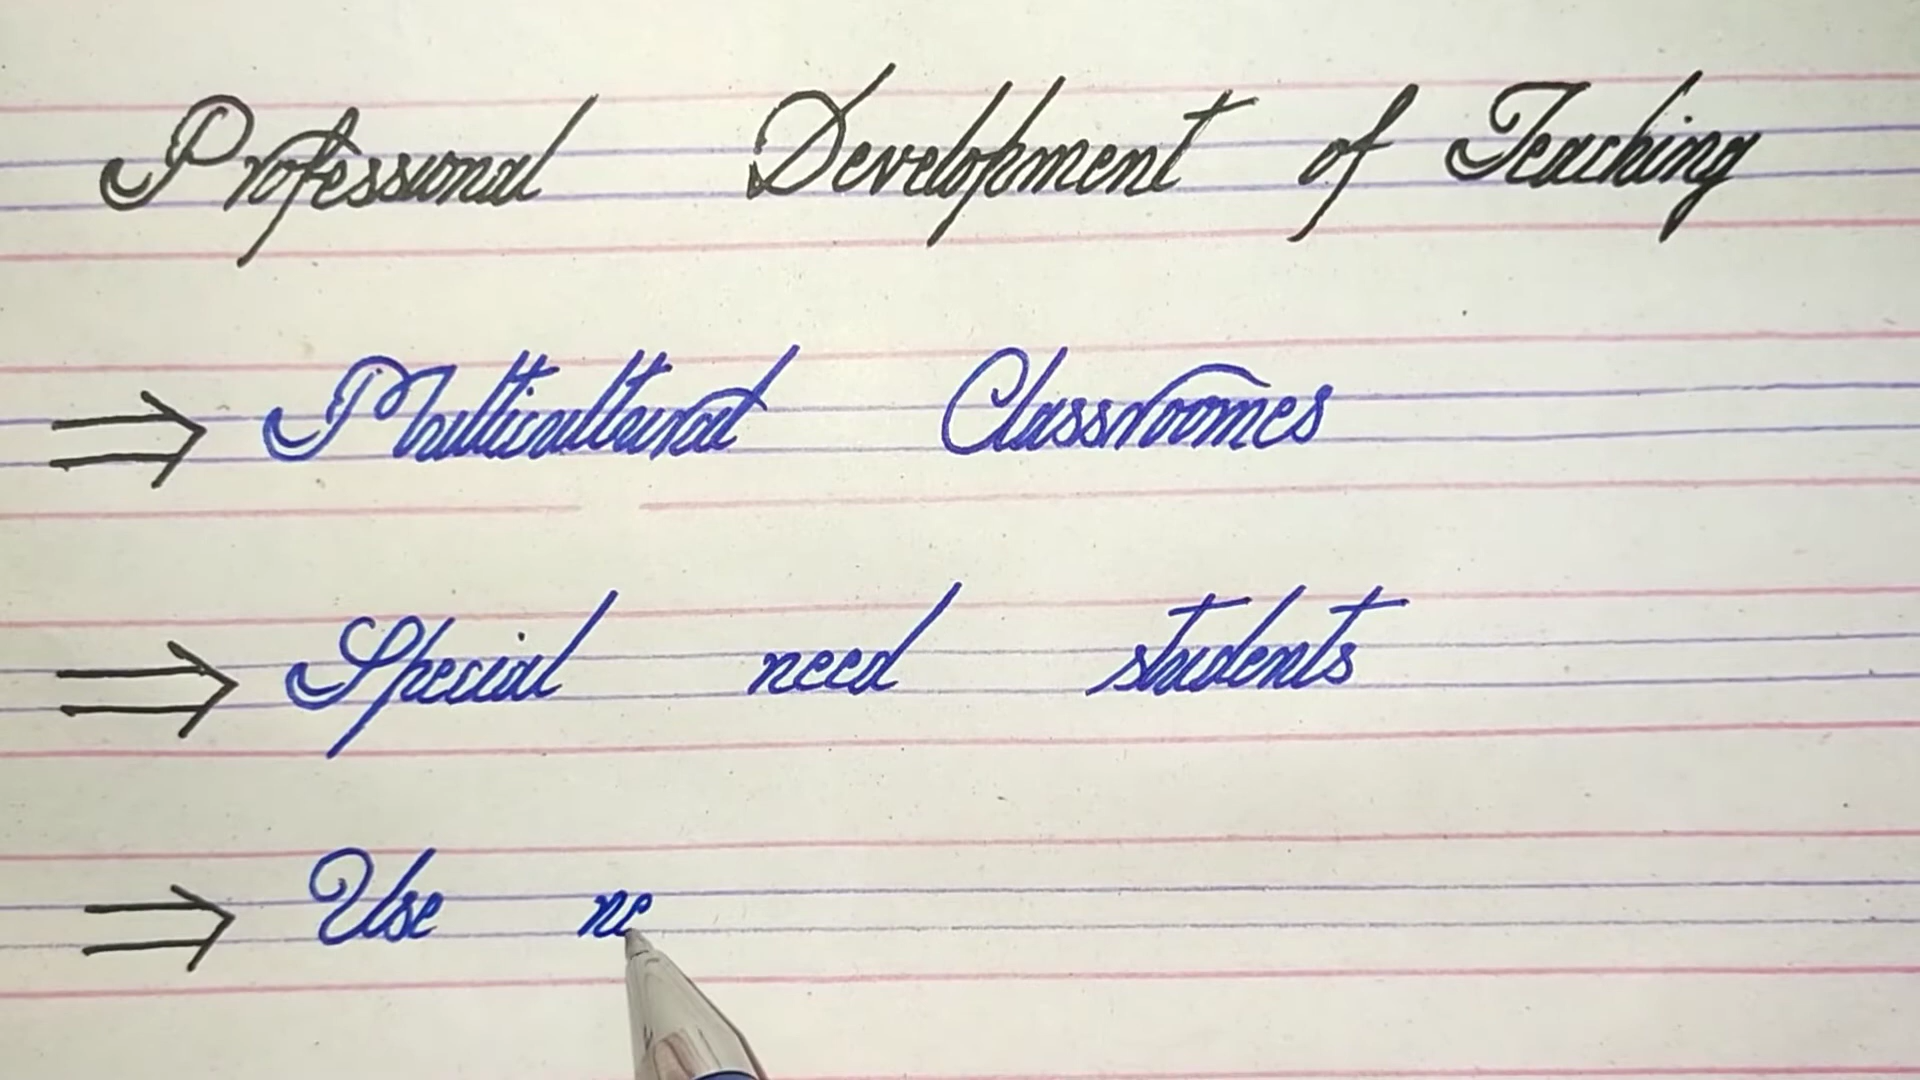 Professional Development of Teaching
⇒ Multicultural Classroomes
⇒ Special need students
⇒ Use ne